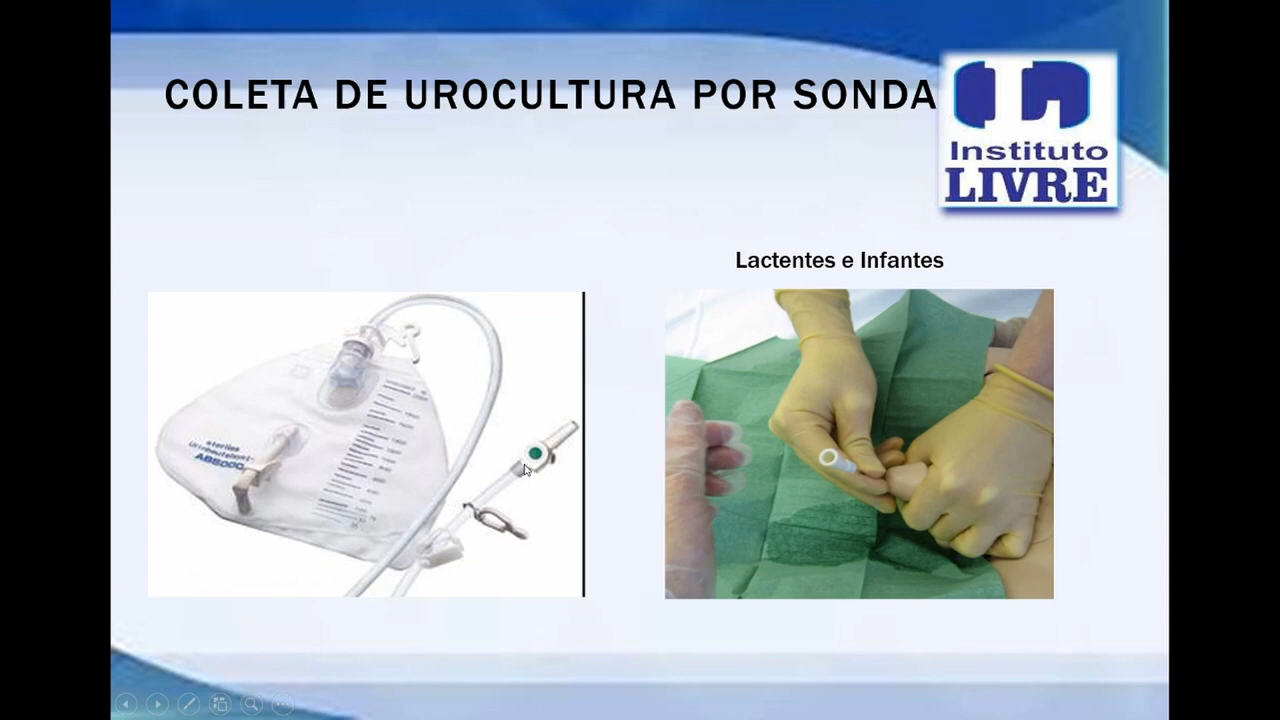 COLETA DE UROCULTURA POR SONDA
Instituto
LIVRE
Lactentes e Infantes